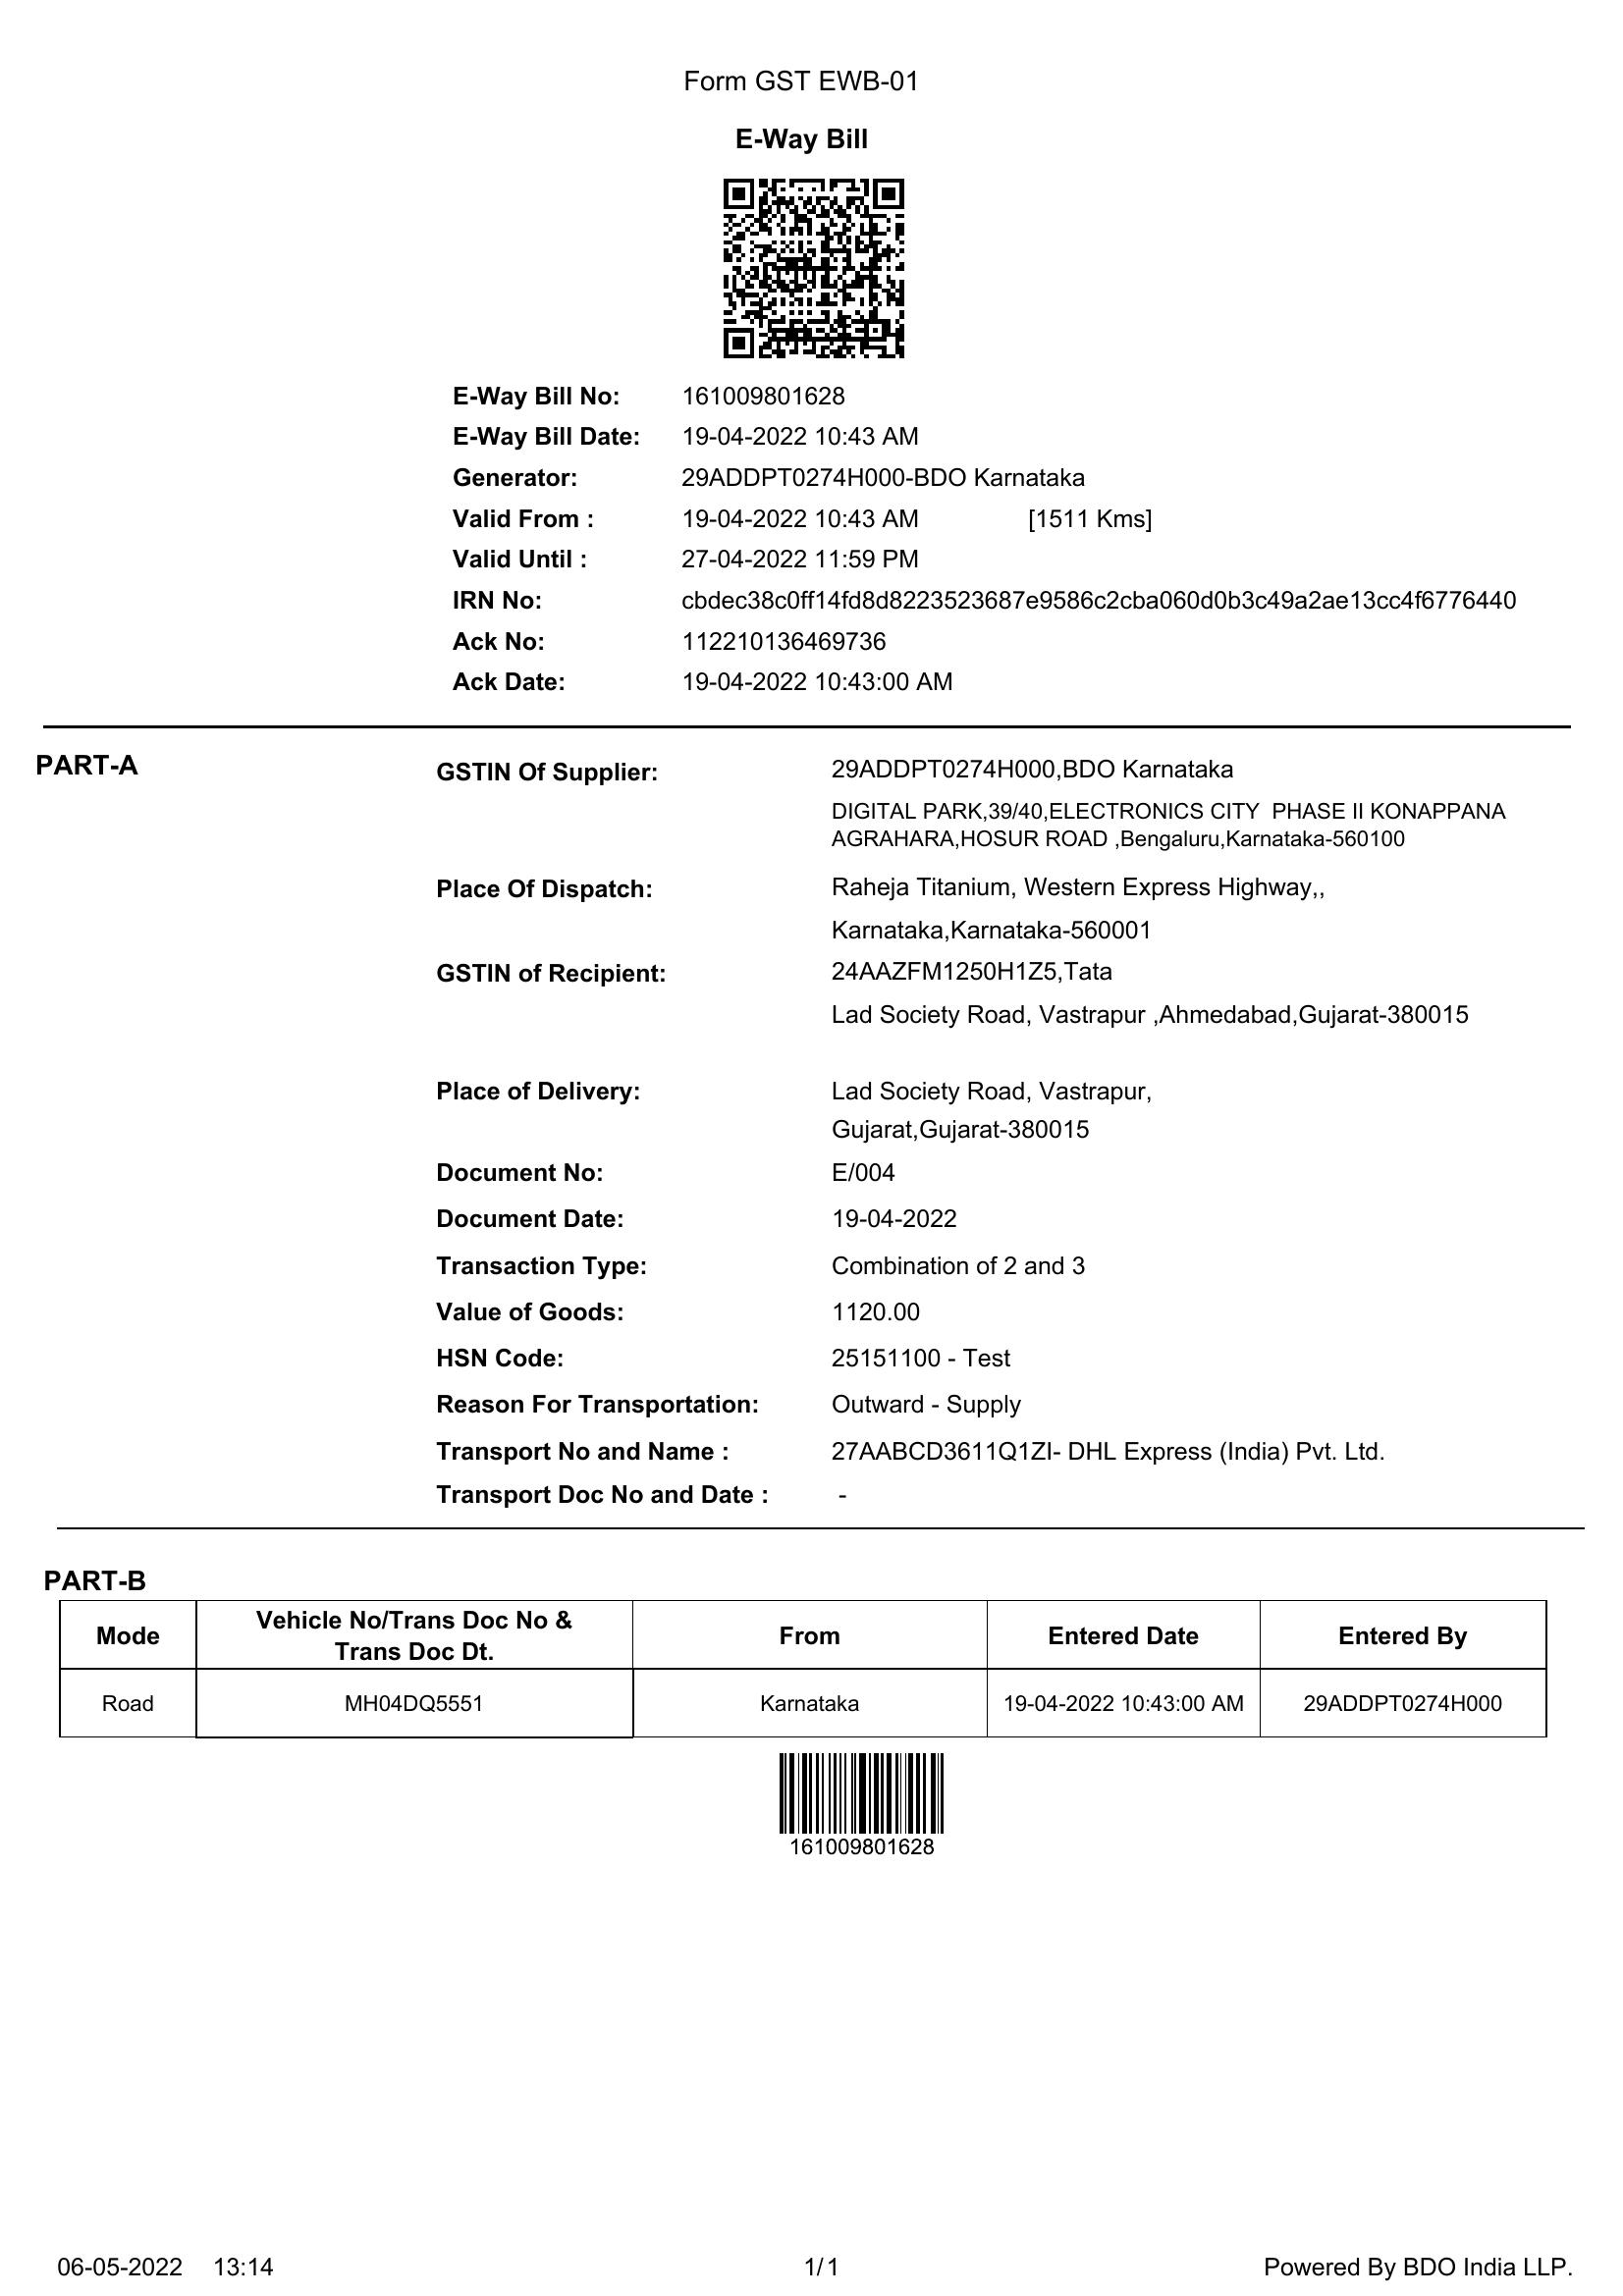 Form GST EWB-01
E-Way Bill
E-Way Bill No: 161009801628
E-Way Bill Date: 19-04-2022 10:43 AM
Generator: 29ADDPT0274H000-BDO Karnataka
Valid From : 19-04-2022 10:43 AM [1511 Kms]
Valid Until : 27-04-2022 11:59 PM
IRN No: cbdec38c0ff14fd8d8223523687e9586c2cba060d0b3c49a2ae13cc4f6776440
Ack No: 112210136469736
Ack Date: 19-04-2022 10:43:00 AM
PART-A
GSTIN Of Supplier: 29ADDPT0274H000,BDO Karnataka
DIGITAL PARK,39/40,ELECTRONICS CITY PHASE II KONAPPANA
AGRAHARA,HOSUR ROAD ,Bengaluru,Karnataka-560100
Place Of Dispatch: Raheja Titanium, Western Express Highway,,
Karnataka,Karnataka-560001
GSTIN of Recipient: 24AAZFM1250H1Z5,Tata
Lad Society Road, Vastrapur ,Ahmedabad,Gujarat-380015
Place of Delivery: Lad Society Road, Vastrapur,
Gujarat,Gujarat-380015
Document No: E/004
Document Date: 19-04-2022
Transaction Type: Combination of 2 and 3
Value of Goods: 1120.00
HSN Code: 25151100 - Test
Reason For Transportation: Outward - Supply
Transport No and Name : 27AABCD3611Q1ZI- DHL Express (India) Pvt. Ltd.
Transport Doc No and Date : -
PART-B
Mode Vehicle No/Trans Doc No & Trans Doc Dt. From Entered Date Entered By
Road MH04DQ5551 Karnataka 19-04-2022 10:43:00 AM 29ADDPT0274H000
161009801628
06-05-2022 13:14 1/1 Powered By BDO India LLP.